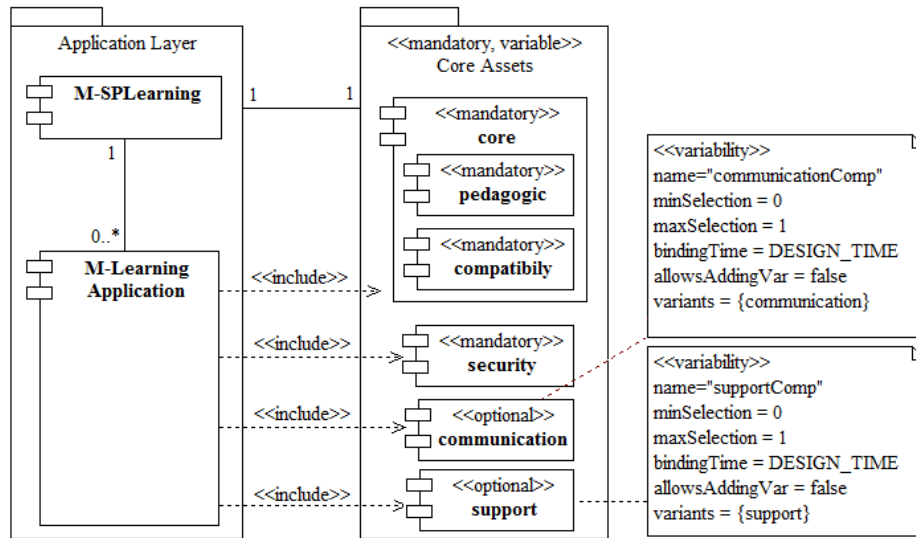 Application Layer
M-SPLearning
1
0..*
M-Learning
Application
1
1
<<include>>
<<include>>
<<include>>
<<include>>
<<mandatory, variable>>
Core Assets
<<mandatory>>
core
<<mandatory>>
pedagogic
<<mandatory>>
compatibily
<<mandatory>>
security
<<optional>>
communication
<<optional>>
support
<<variability>>
name="communicationComp"
minSelection = 0
maxSelection = 1
bindingTime = DESIGN_TIME
allowsAddingVar = false
variants = {communication}
<<variability>>
name="supportComp"
minSelection = 0
maxSelection = 1
bindingTime = DESIGN_TIME
allowsAddingVar = false
variants = {support}